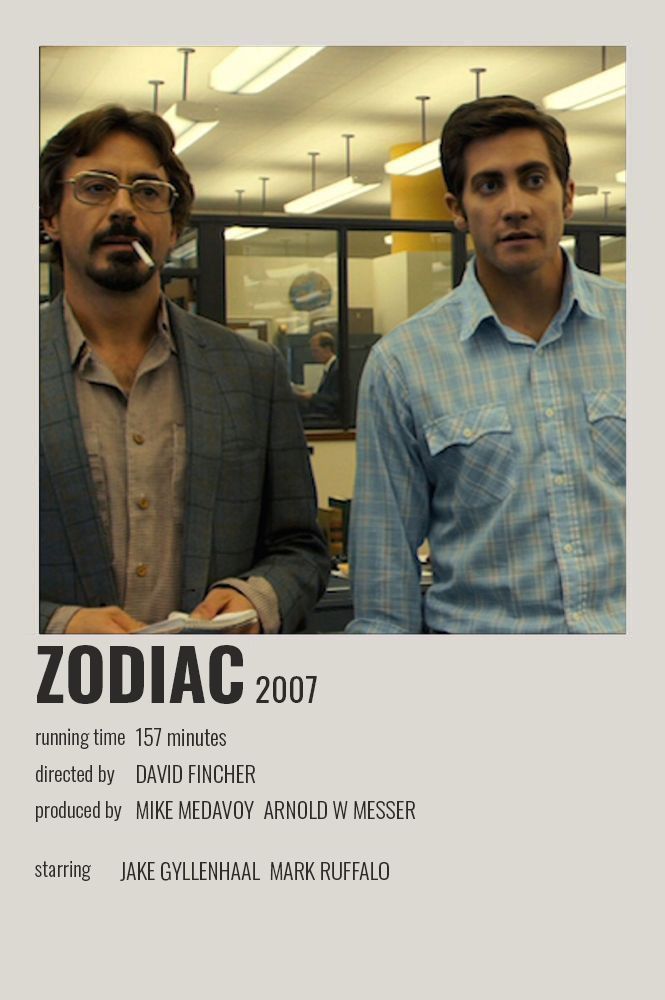 ZODIAC 2007
running time 157 minutes
directed by DAVID FINCHER
produced by MIKE MEDAVOY ARNOLD W MESSER
starring JAKE GYLLENHAAL MARK RUFFALO